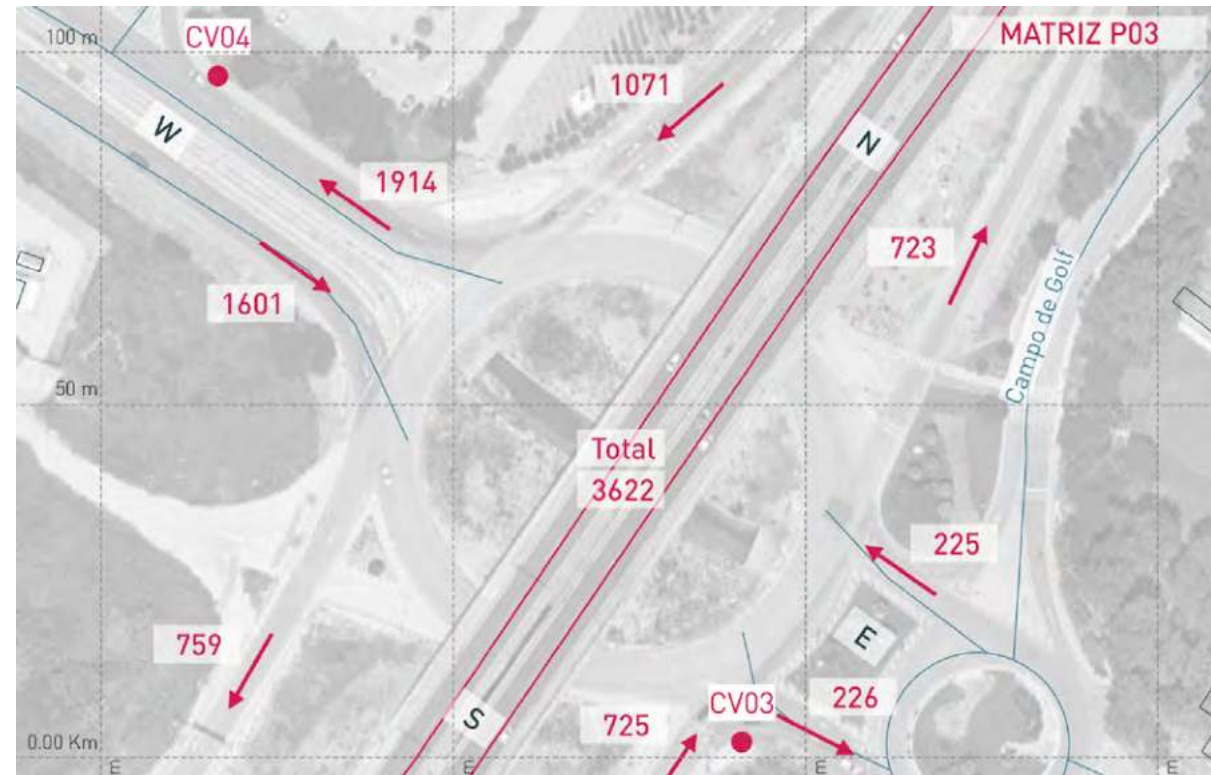 100 m
CV04
MATRIZ P03
1071
W
N
1914
723
1601
Campo de Golf
50 m
Total
3622
225
E
759
226
CV03
S
725
0.00 Km
E
E
E
E